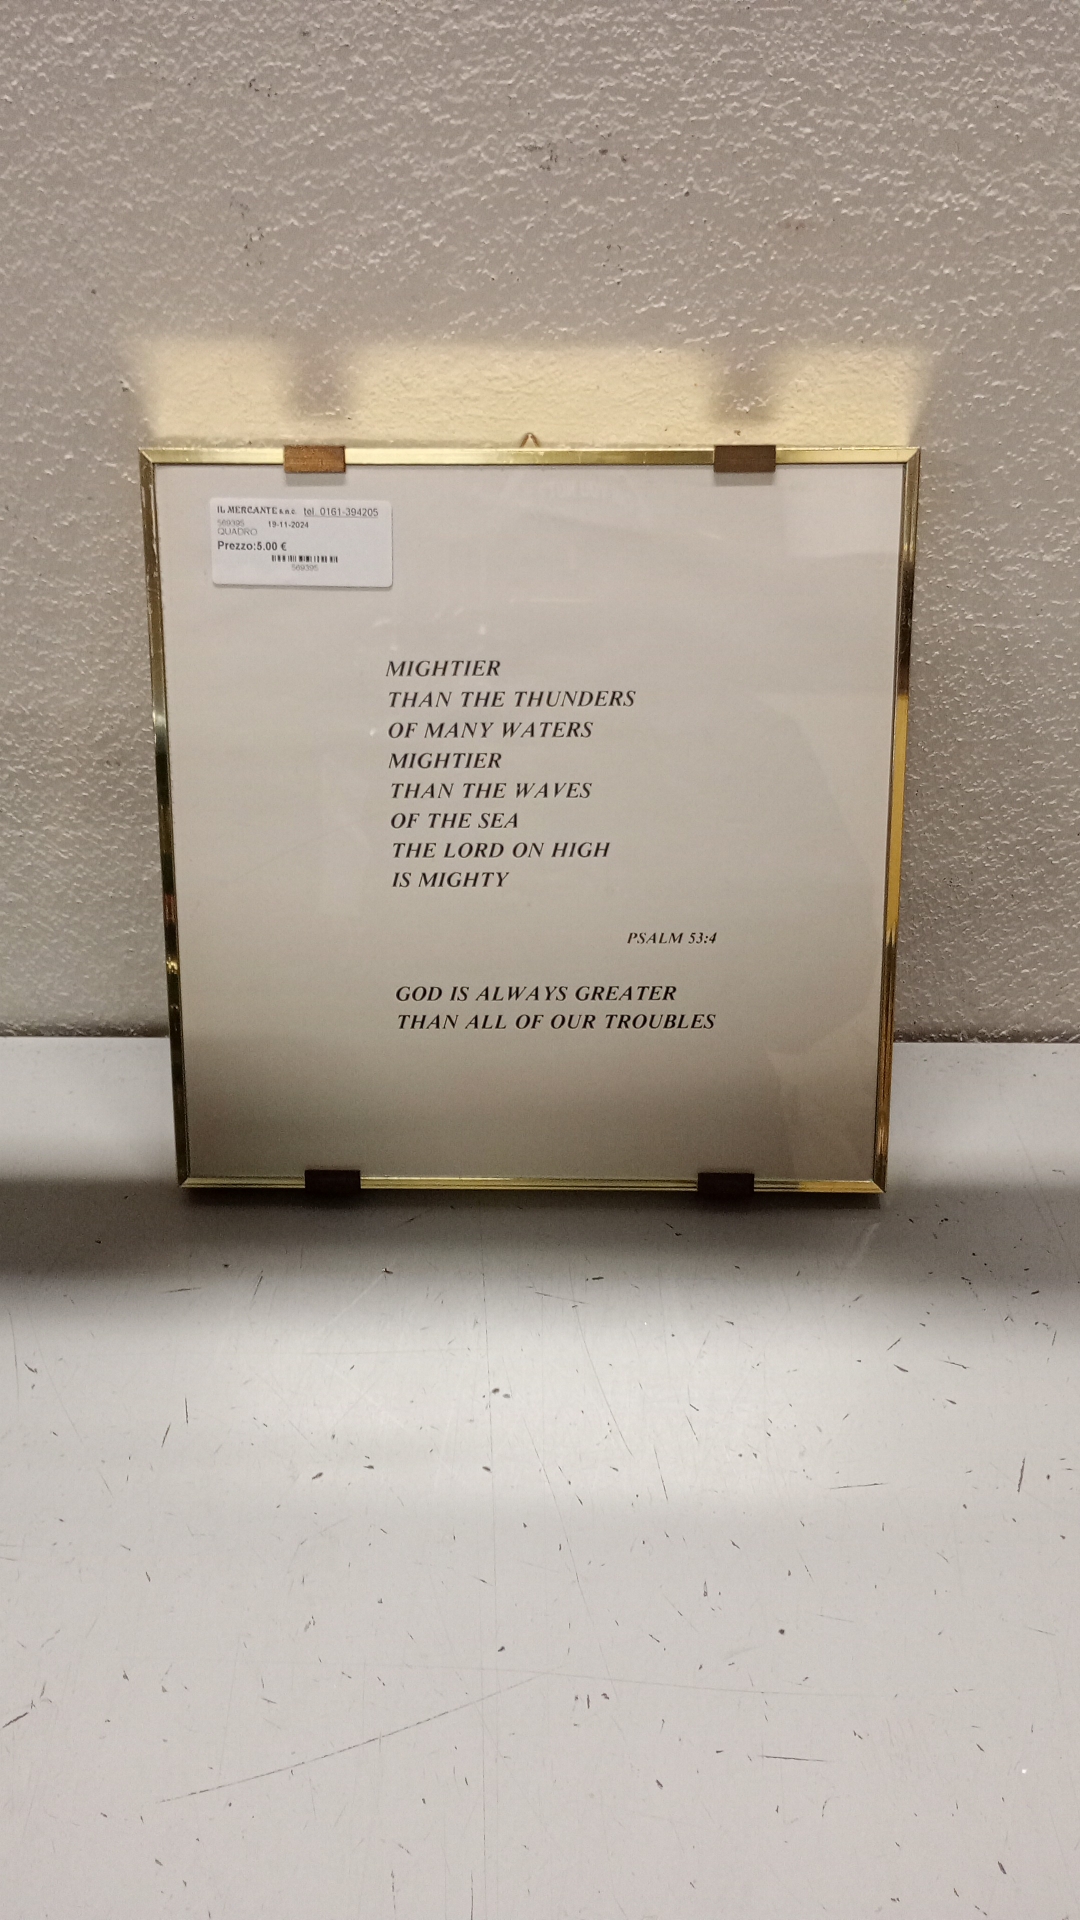 IL MERCANTE s.n.c. tel. 0161-394205
569395 19-11-2024
QUADRO
Prezzo:5.00 €
569395
MIGHTIER
THAN THE THUNDERS
OF MANY WATERS
MIGHTIER
THAN THE WAVES
OF THE SEA
THE LORD ON HIGH
IS MIGHTY
PSALM 53:4
GOD IS ALWAYS GREATER
THAN ALL OF OUR TROUBLES